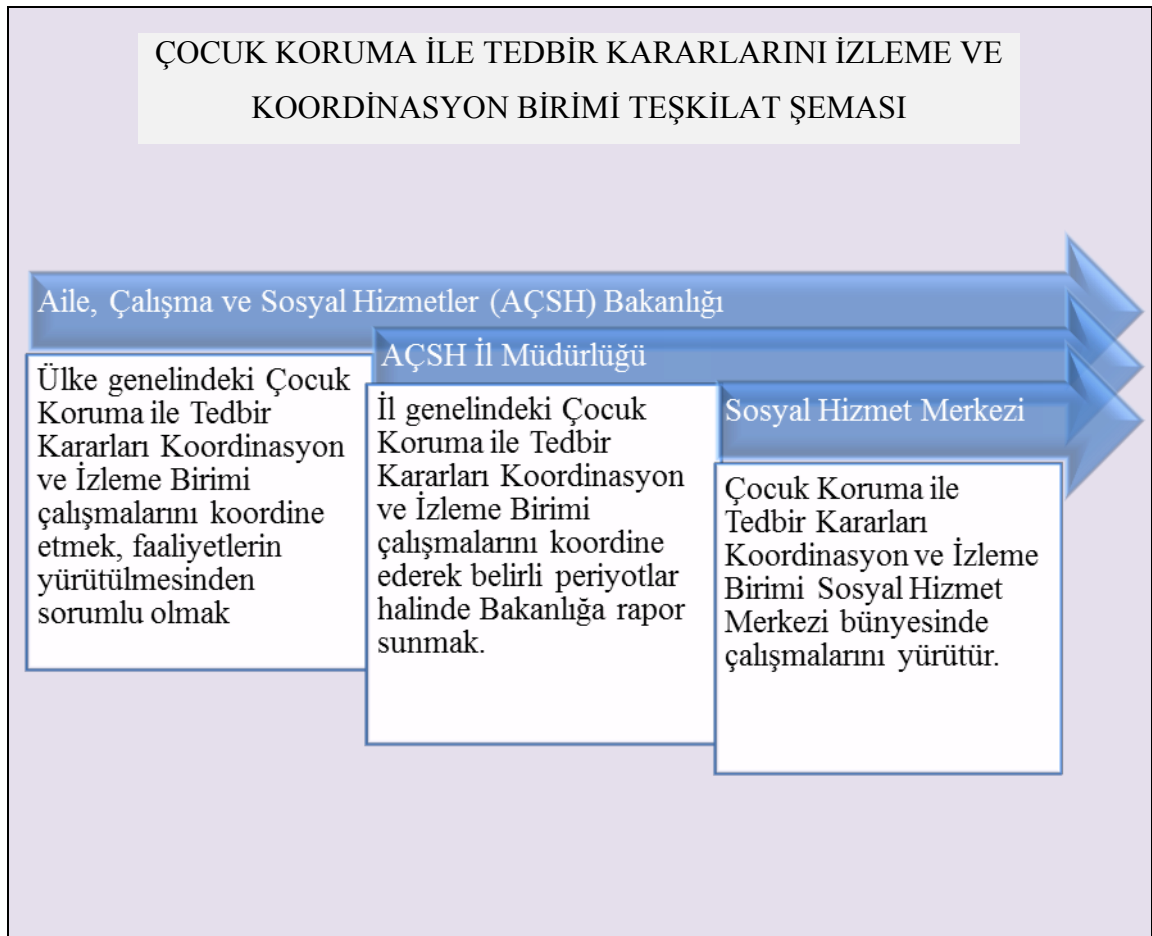 ÇOCUK KORUMA İLE TEDBİR KARARLARINI İZLEME VE
KOORDİNASYON BİRİMİ TEŞKİLAT ŞEMASI
Aile, Çalışma ve Sosyal Hizmetler (AÇSH) Bakanlığı
Ülke genelindeki Çocuk
Koruma ile Tedbir
Kararları Koordinasyon
ve İzleme Birimi
çalışmalarını koordine
etmek, faaliyetlerin
yürütülmesinden
sorumlu olmak
AÇSH İl Müdürlüğü
İl genelindeki Çocuk
Koruma ile Tedbir
Kararları Koordinasyon
ve İzleme Birimi
çalışmalarını koordine
ederek belirli periyotlar
halinde Bakanlığa rapor
sunmak.
Sosyal Hizmet Merkezi
Çocuk Koruma ile
Tedbir Kararları
Koordinasyon ve İzleme
Birimi Sosyal Hizmet
Merkezi bünyesinde
çalışmalarını yürütür.